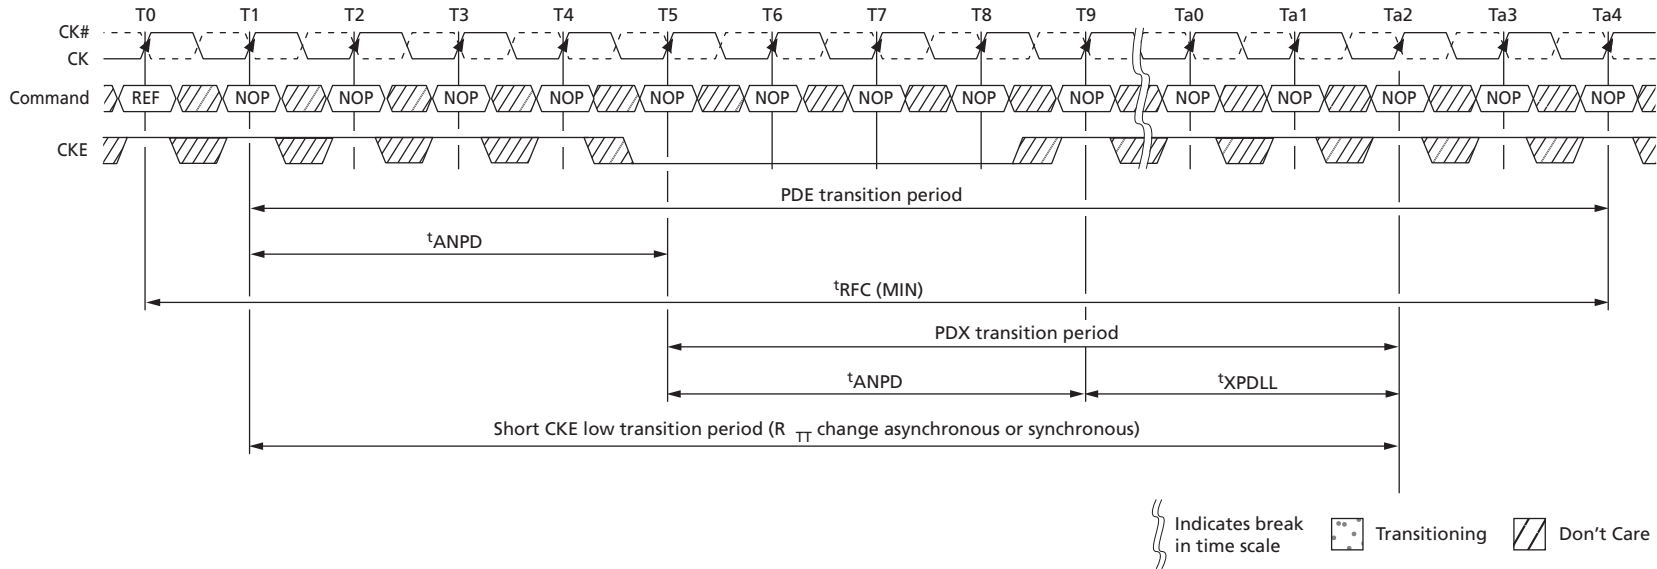 T0 T1 T2 T3 T4 T5 T6 T7 T8 T9 Ta0 Ta1 Ta2 Ta3 Ta4
CK#
CK
Command REF NOP NOP NOP NOP NOP NOP NOP NOP NOP NOP NOP NOP NOP NOP
CKE
PDE transition period
tANPD
tRFC (MIN)
PDX transition period
tANPD tXPDLL
Short CKE low transition period (R TT change asynchronous or synchronous)
Indicates break
in time scale
Transitioning
Don't Care